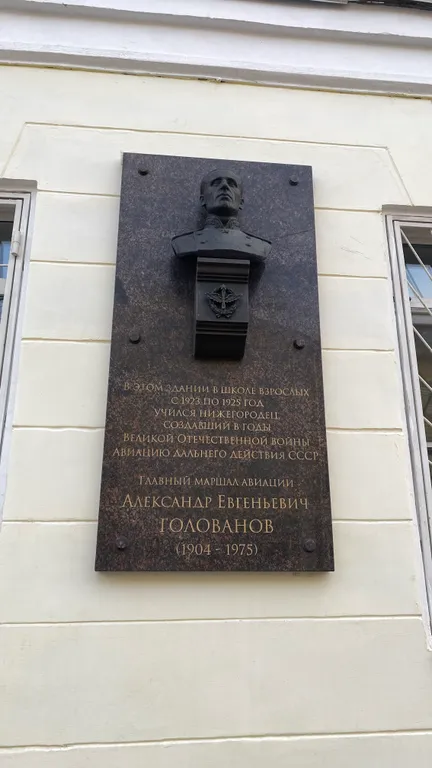 В этом здании в школе взрослых
с 1923 по 1925 год
учился нижегородец,
создавший в годы
Великой Отечественной войны
авиацию дальнего действия СССР
Главный маршал авиации
Александр Евгеньевич
ГОЛОВАНОВ
(1904 - 1975)